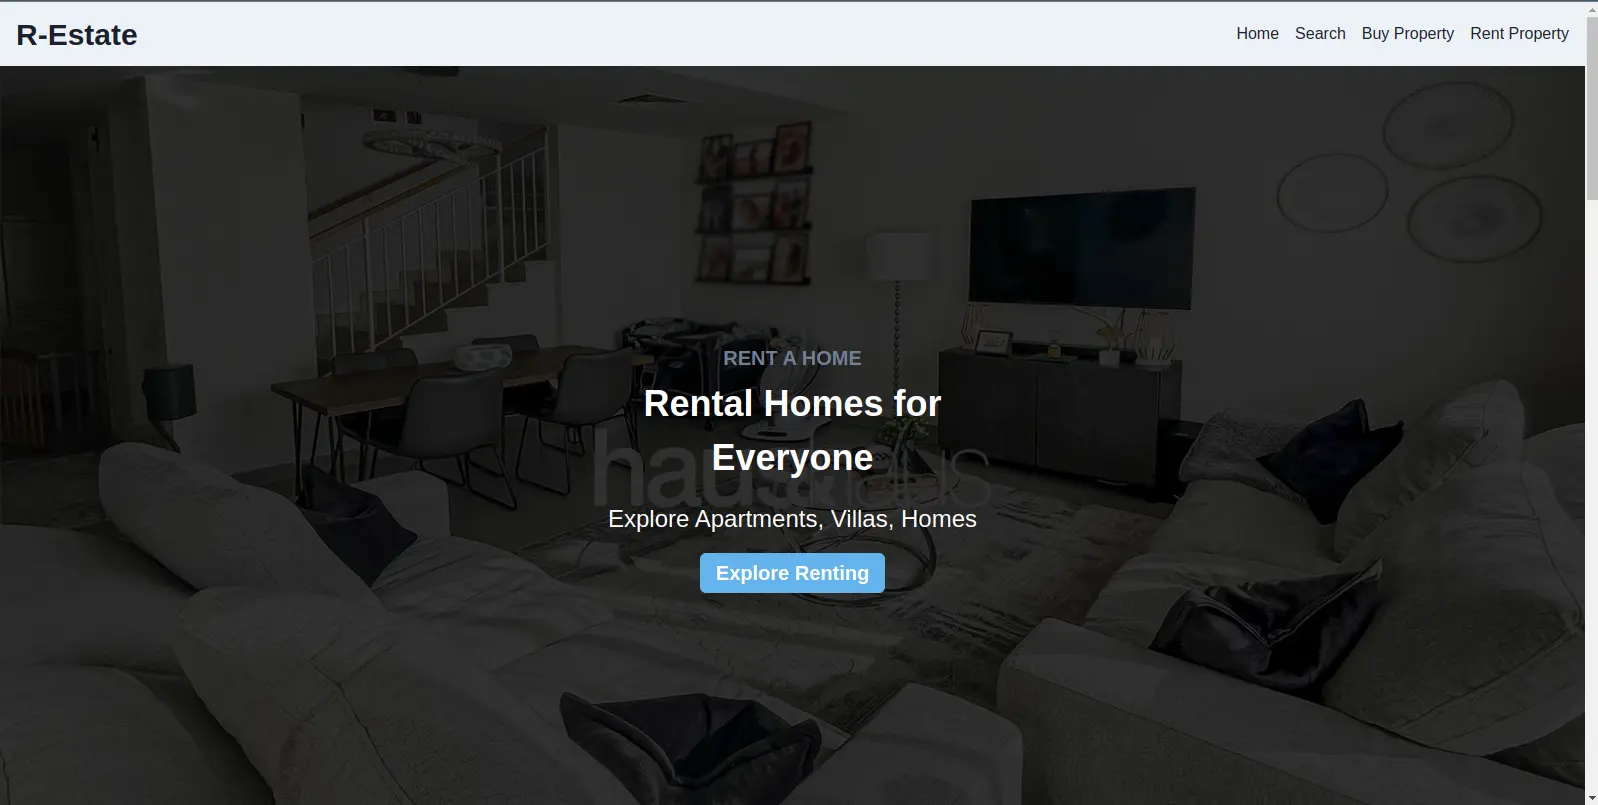 R-Estate
Home Search Buy Property Rent Property
RENT A HOME
Rental Homes for
Everyone
Explore Apartments, Villas, Homes
Explore Renting